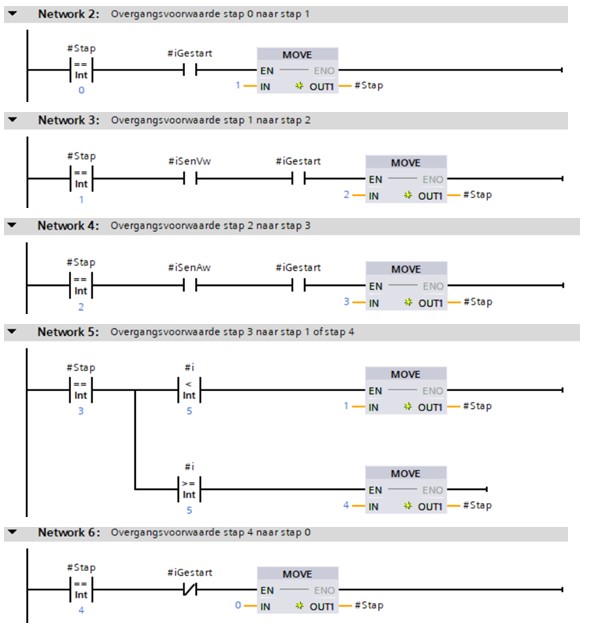 Network 2: Overgangsvoorwaarde stap 0 naar stap 1
#Stap
#iGestart
MOVE
==
EN ENO
Int
1 IN OUT1 #Stap
0
Network 3: Overgangsvoorwaarde stap 1 naar stap 2
#Stap
#iSenVw
#iGestart
MOVE
==
EN ENO
Int
2 IN OUT1 #Stap
1
Network 4: Overgangsvoorwaarde stap 2 naar stap 3
#Stap
#iSenAw
#iGestart
MOVE
==
EN ENO
Int
3 IN OUT1 #Stap
2
Network 5: Overgangsvoorwaarde stap 3 naar stap 1 of stap 4
#Stap
#i
MOVE
==
<
EN ENO
Int
Int
1 IN OUT1 #Stap
3
5
#i
MOVE
>=
EN ENO
Int
4 IN OUT1 #Stap
5
Network 6: Overgangsvoorwaarde stap 4 naar stap 0
#Stap
#iGestart
MOVE
==
EN ENO
Int
0 IN OUT1 #Stap
4